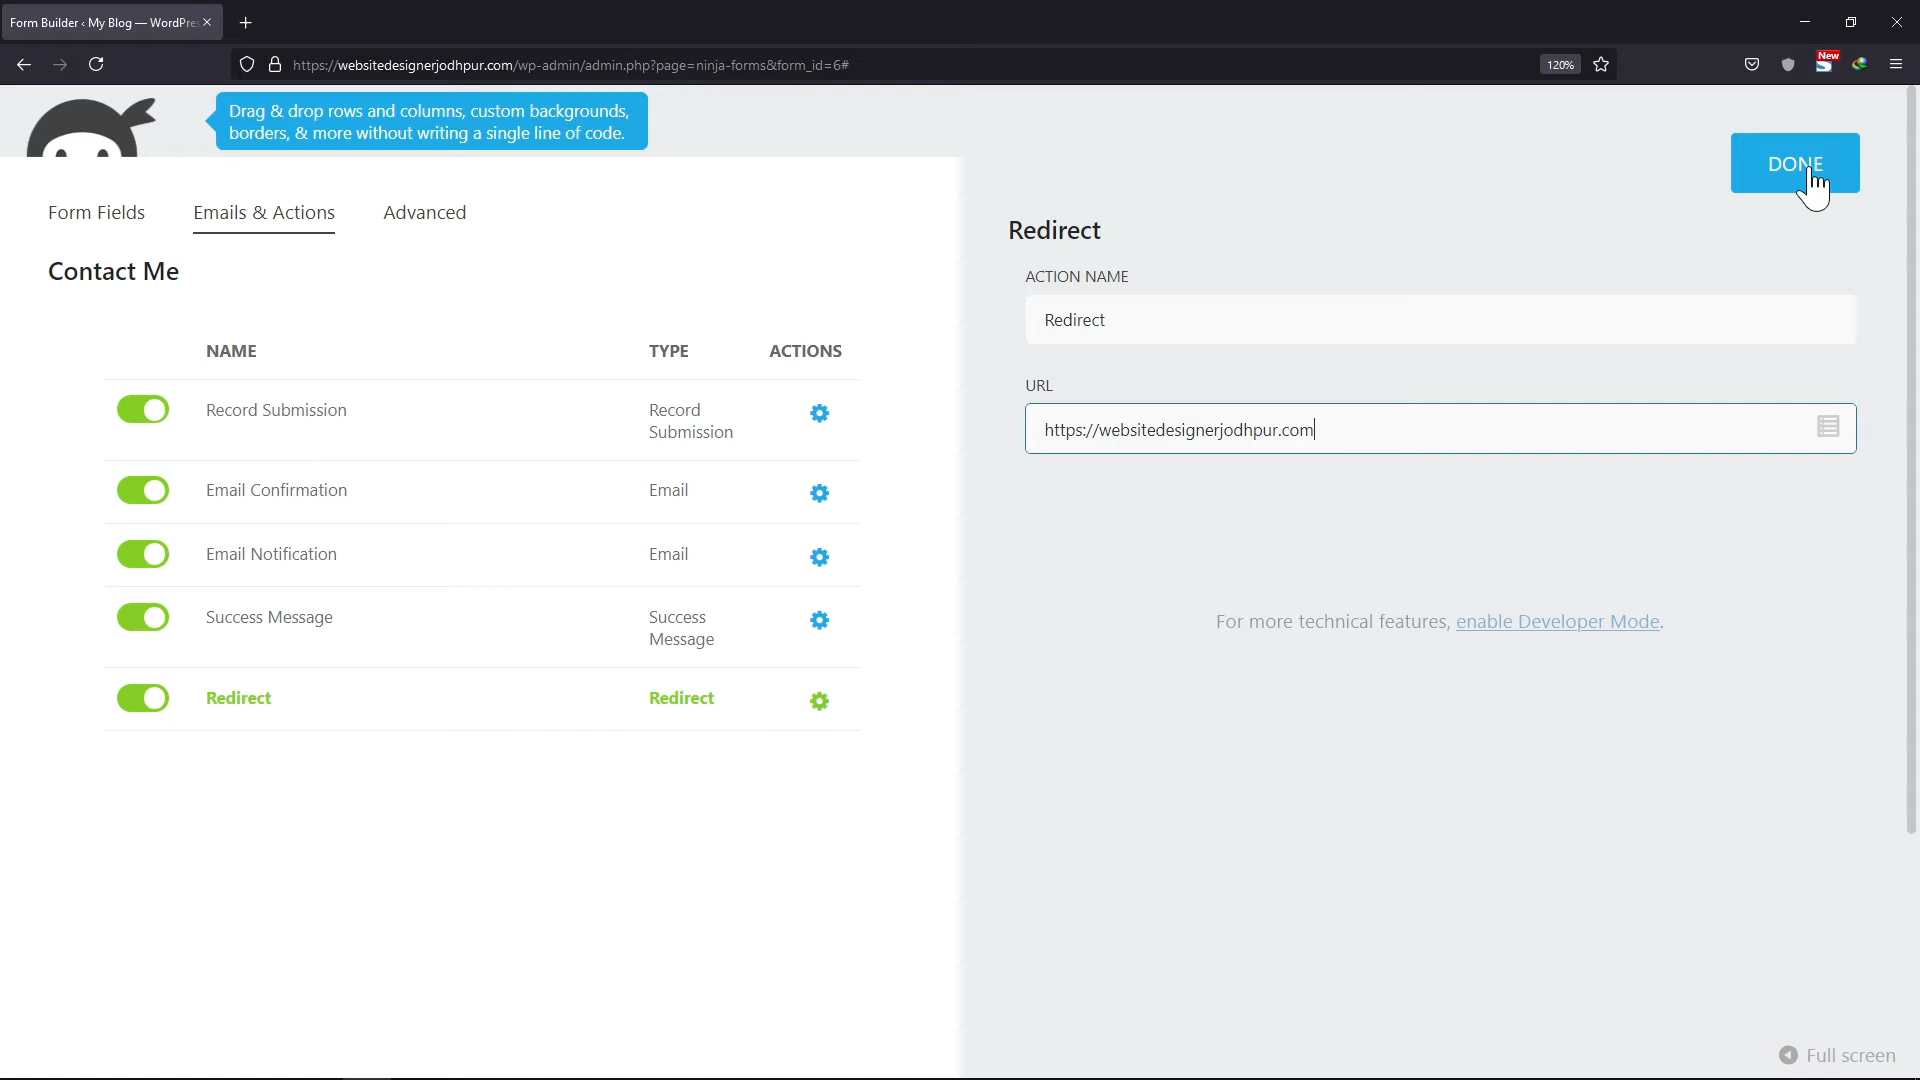 Form Builder ‹ My Blog — WordPre
https://websitedesignerjodhpur.com/wp-admin/admin.php?page=ninja-forms&form_id=6#
120%
New
Drag & drop rows and columns, custom backgrounds,
borders, & more without writing a single line of code.
DONE
Form Fields
Emails & Actions
Advanced
Contact Me
NAME
TYPE
ACTIONS
Record Submission
Record
Submission
Email Confirmation
Email
Email Notification
Email
Success Message
Success
Message
Redirect
Redirect
Redirect
ACTION NAME
Redirect
URL
https://websitedesignerjodhpur.com
For more technical features, enable Developer Mode.
Full screen